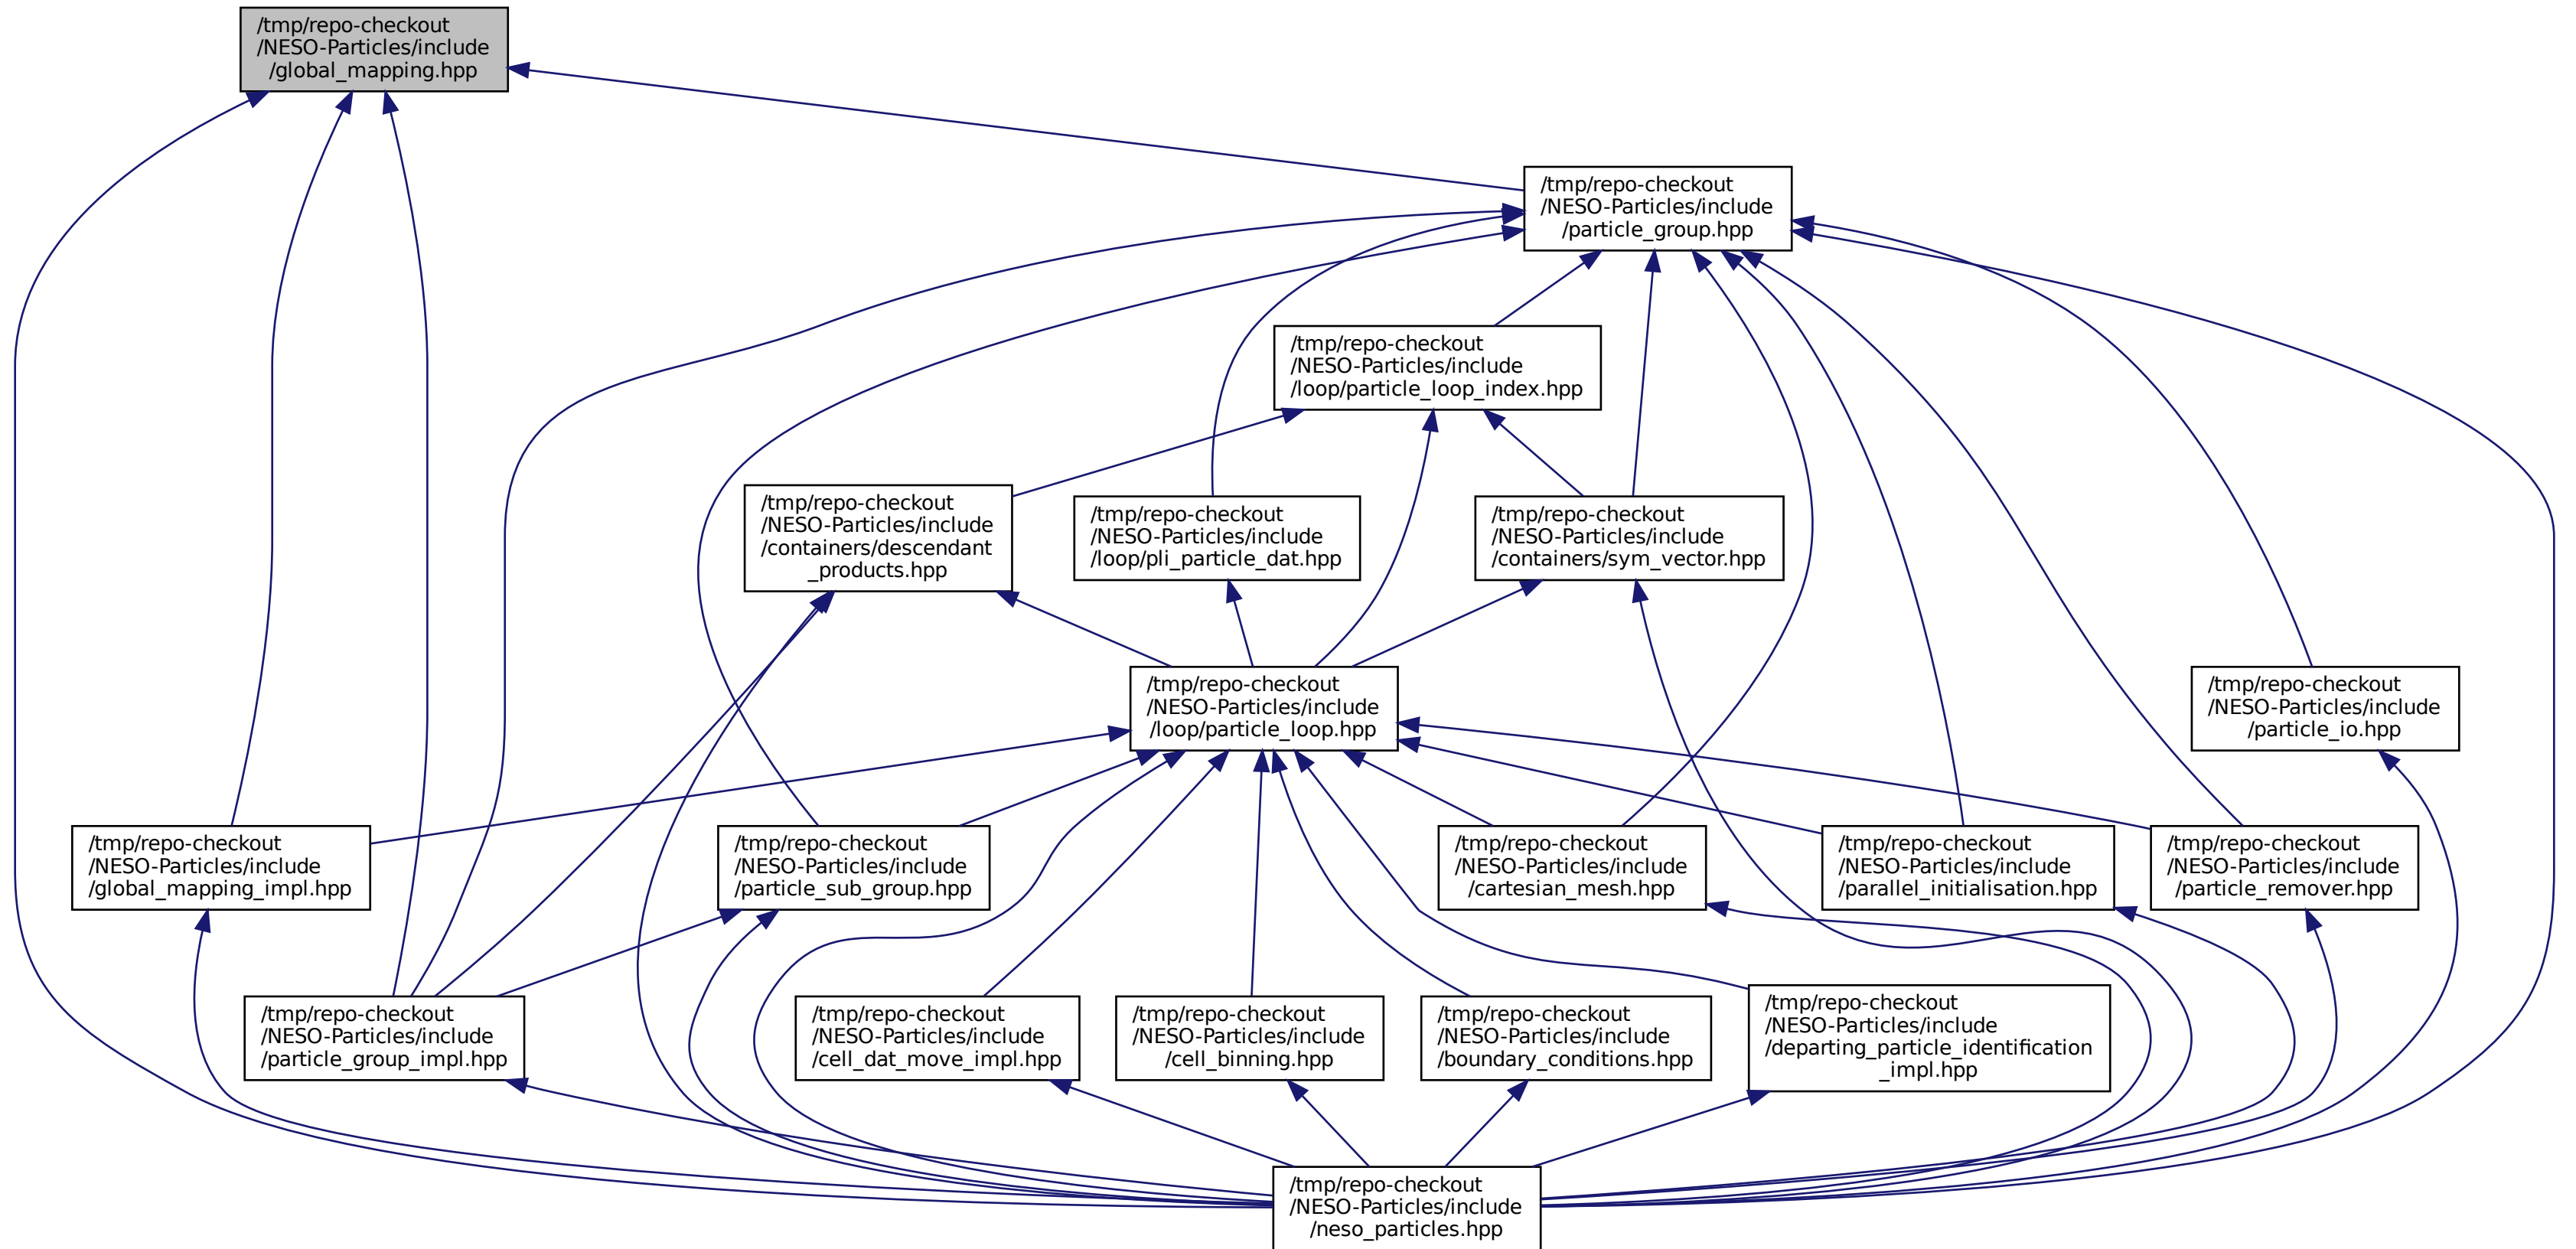 /tmp/repo-checkout
/NESO-Particles/include
/global_mapping.hpp
/tmp/repo-checkout
/NESO-Particles/include
/particle_group.hpp
/tmp/repo-checkout
/NESO-Particles/include
/loop/particle_loop_index.hpp
/tmp/repo-checkout
/NESO-Particles/include
/containers/descendant
_products.hpp
/tmp/repo-checkout
/NESO-Particles/include
/loop/pli_particle_dat.hpp
/tmp/repo-checkout
/NESO-Particles/include
/containers/sym_vector.hpp
/tmp/repo-checkout
/NESO-Particles/include
/loop/particle_loop.hpp
/tmp/repo-checkout
/NESO-Particles/include
/particle_io.hpp
/tmp/repo-checkout
/NESO-Particles/include
/global_mapping_impl.hpp
/tmp/repo-checkout
/NESO-Particles/include
/particle_sub_group.hpp
/tmp/repo-checkout
/NESO-Particles/include
/cartesian_mesh.hpp
/tmp/repo-checkout
/NESO-Particles/include
/parallel_initialisation.hpp
/tmp/repo-checkout
/NESO-Particles/include
/particle_remover.hpp
/tmp/repo-checkout
/NESO-Particles/include
/particle_group_impl.hpp
/tmp/repo-checkout
/NESO-Particles/include
/cell_dat_move_impl.hpp
/tmp/repo-checkout
/NESO-Particles/include
/cell_binning.hpp
/tmp/repo-checkout
/NESO-Particles/include
/boundary_conditions.hpp
/tmp/repo-checkout
/NESO-Particles/include
/departing_particle_identification
_impl.hpp
/tmp/repo-checkout
/NESO-Particles/include
/neso_particles.hpp